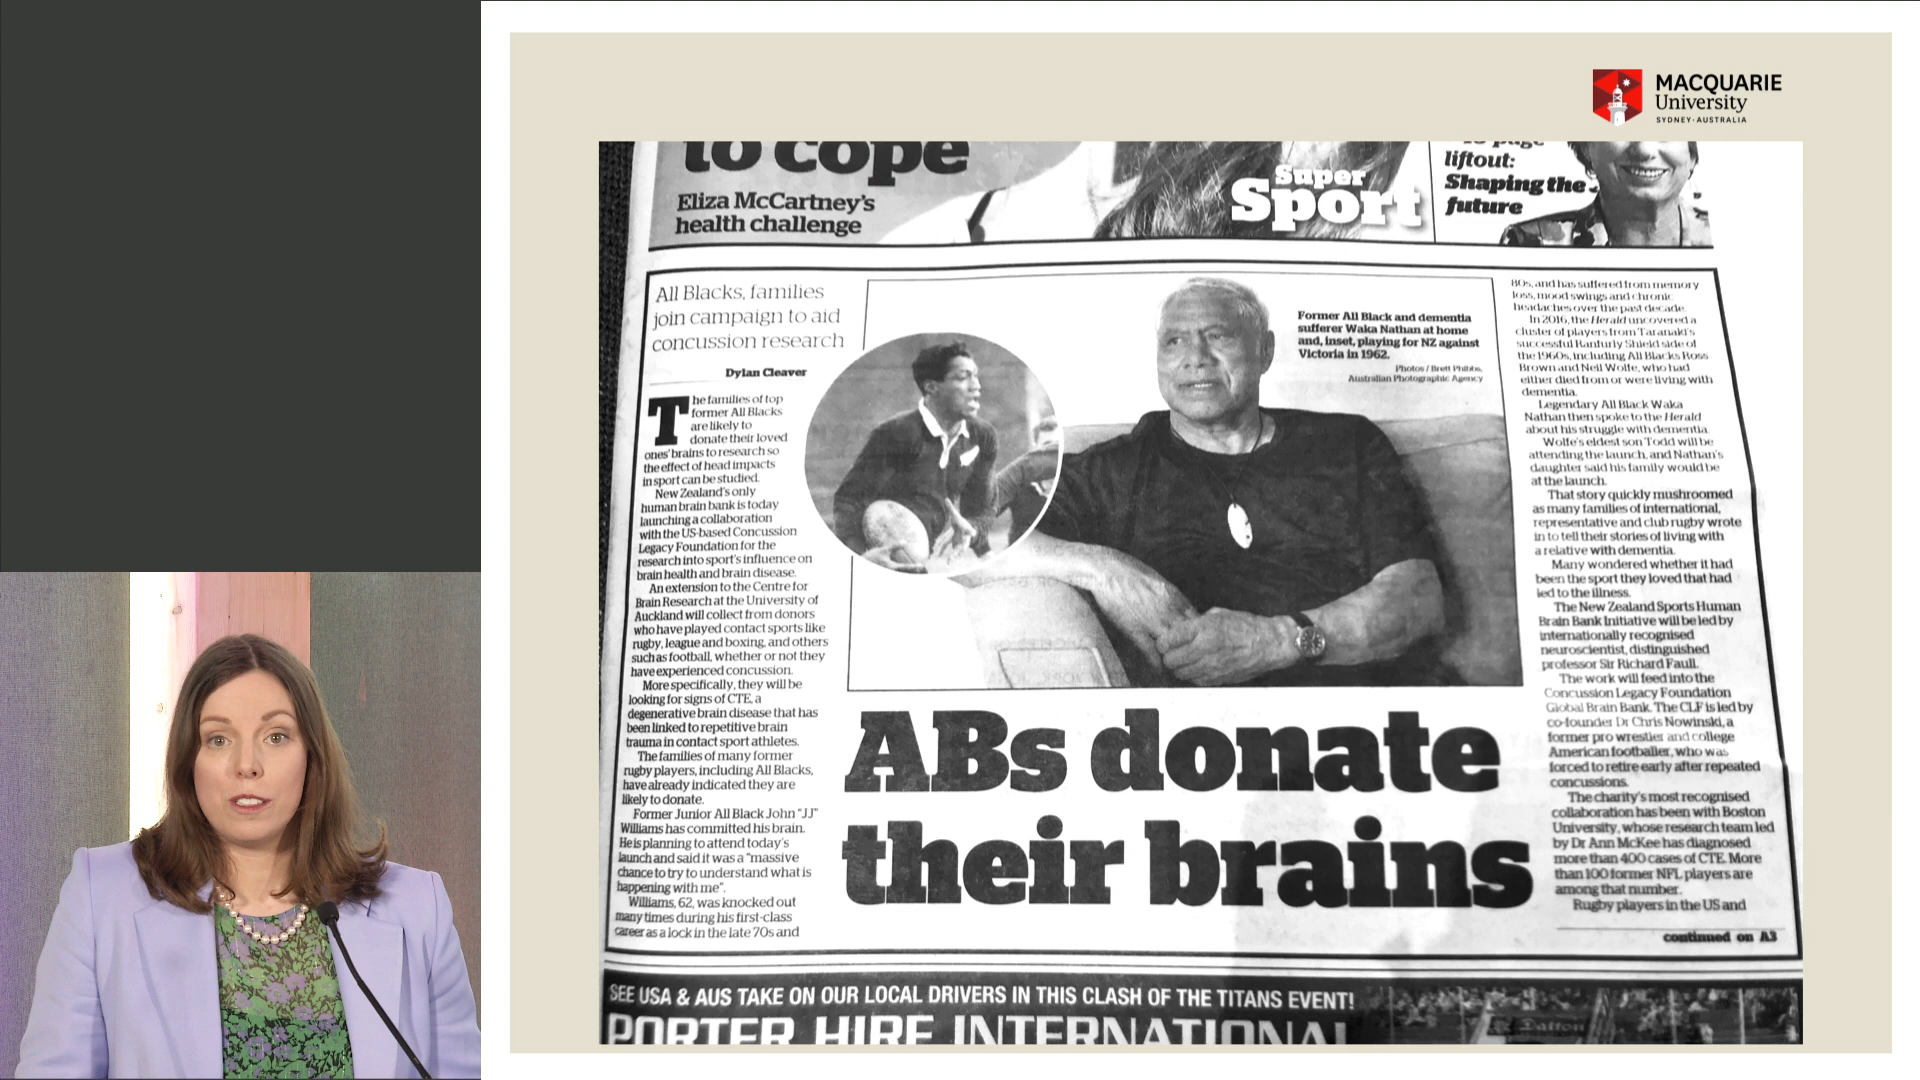 MACQUARIE
University
SYDNEY·AUSTRALIA
to cope
Eliza McCartney's
health challenge
Super
Sport
liftout:
Shaping the
future
All Blacks, families
join campaign to aid
concussion research
Dylan Cleaver
The families of top
former All Blacks
are likely to
donate their loved
ones' brains to research so
the effect of head impacts
in sport can be studied.
New Zealand's only
human brain bank is today
launching a collaboration
with the US-based Concussion
Legacy Foundation for the
research into sport's influence on
brain health and brain disease.
An extension to the Centre for
Brain Research at the University of
Auckland will collect from donors
who have played contact sports like
rugby, league and boxing, and others
such as football, whether or not they
have experienced concussion.
More specifically, they will be
looking for signs of CTE, a
degenerative brain disease that has
been linked to repetitive brain
trauma in contact sport athletes.
The families of many former
rugby players, including All Blacks,
have already indicated they are
likely to donate.
Former Junior All Black John "JJ"
Williams has committed his brain.
He is planning to attend today's
launch and said it was a "massive
chance to try to understand what is
happening with me".
Williams, 62, was knocked out
many times during his first-class
career as a lock in the late 70s and
Former All Black and dementia
sufferer Waka Nathan at home
and, inset, playing for NZ against
Victoria in 1962.
Photos / Brett Phibbs,
Australian Photographic Agency
ABs donate
their brains
80s, and has suffered from memory
loss, mood swings and chronic
headaches over the past decade.
In 2016, the Herald uncovered a
cluster of players from Taranaki's
successful Ranfurly Shield side of
the 1960s, including All Blacks Ross
Brown and Neil Wolfe, who had
either died from or were living with
dementia.
Legendary All Black Waka
Nathan then spoke to the Herald
about his struggle with dementia.
Wolfe's eldest son Todd will be
attending the launch, and Nathan's
daughter said his family would be
at the launch.
That story quickly mushroomed
as many families of international,
representative and club rugby wrote
in to tell their stories of living with
a relative with dementia.
Many wondered whether it had
been the sport they loved that had
led to the illness.
The New Zealand Sports Human
Brain Bank Initiative will be led by
internationally recognised
neuroscientist, distinguished
professor Sir Richard Faull.
The work will feed into the
Concussion Legacy Foundation
Global Brain Bank. The CLF is led by
co-founder Dr Chris Nowinski, a
former pro wrestler and college
American footballer, who was
forced to retire early after repeated
concussions.
The charity's most recognised
collaboration has been with Boston
University, whose research team led
by Dr Ann McKee has diagnosed
more than 400 cases of CTE. More
than 100 former NFL players are
among that number.
Rugby players in the US and
continued on A3
SEE USA & AUS TAKE ON OUR LOCAL DRIVERS IN THIS CLASH OF THE TITANS EVENT!
PORTER HIRE INTERNATIONAL